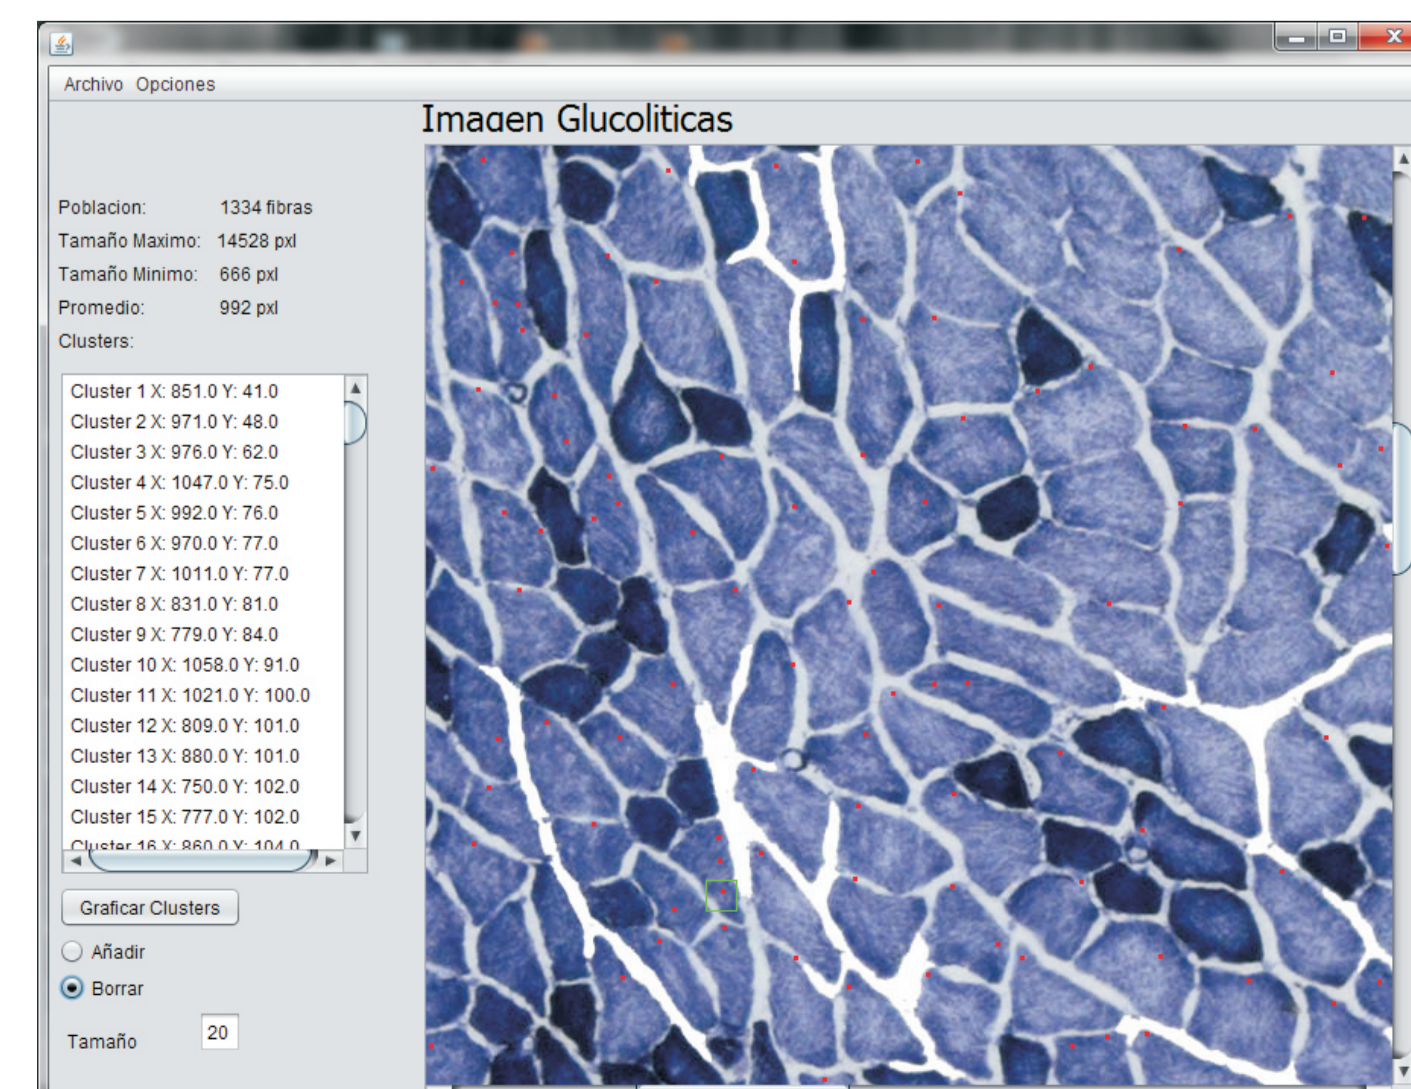 Archivo Opciones
Imagen Glucoliticas
Poblacion: 1334 fibras
Tamaño Maximo: 14528 pxl
Tamaño Minimo: 666 pxl
Promedio: 992 pxl
Clusters:
Cluster 1 X: 851.0 Y: 41.0
Cluster 2 X: 971.0 Y: 48.0
Cluster 3 X: 976.0 Y: 62.0
Cluster 4 X: 1047.0 Y: 75.0
Cluster 5 X: 992.0 Y: 76.0
Cluster 6 X: 970.0 Y: 77.0
Cluster 7 X: 1011.0 Y: 77.0
Cluster 8 X: 831.0 Y: 81.0
Cluster 9 X: 779.0 Y: 84.0
Cluster 10 X: 1058.0 Y: 91.0
Cluster 11 X: 1021.0 Y: 100.0
Cluster 12 X: 809.0 Y: 101.0
Cluster 13 X: 880.0 Y: 101.0
Cluster 14 X: 750.0 Y: 102.0
Cluster 15 X: 777.0 Y: 102.0
Cluster 16 X: 860.0 Y: 104.0
Graficar Clusters
Añadir
Borrar
Tamaño 20